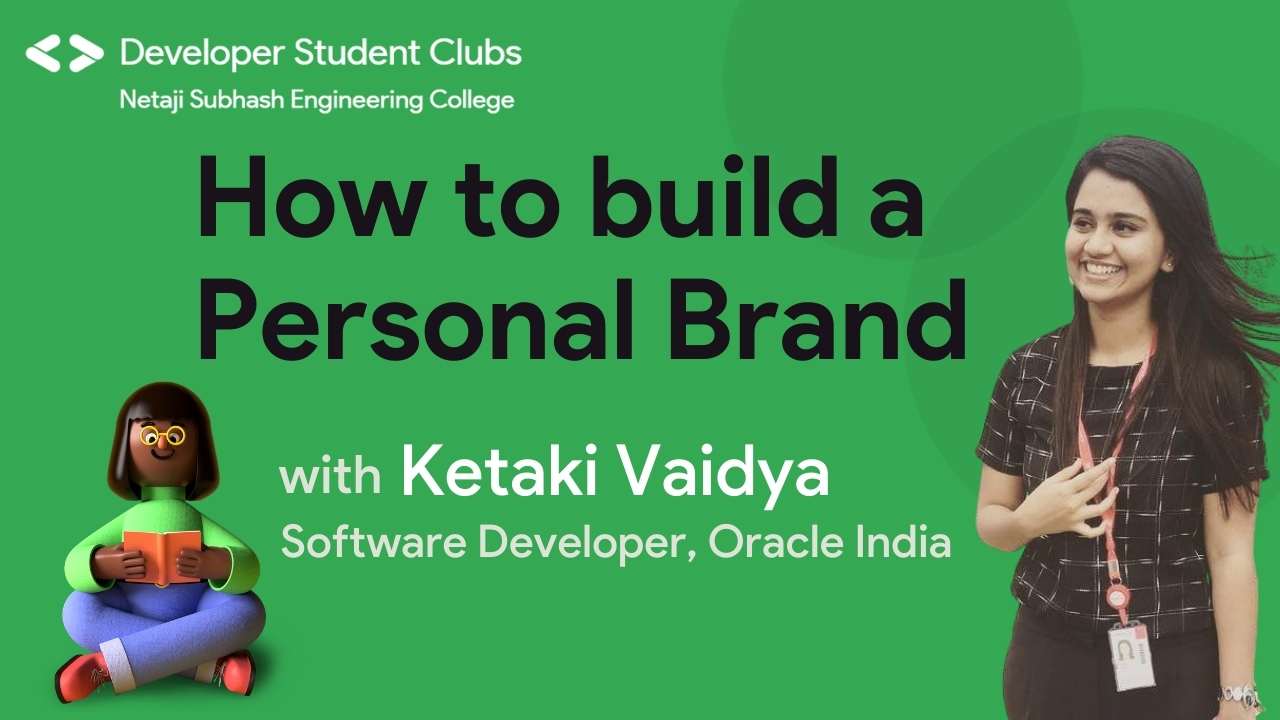 Developer Student Clubs
Netaji Subhash Engineering College
How to build a
Personal Brand
with Ketaki Vaidya
Software Developer, Oracle India